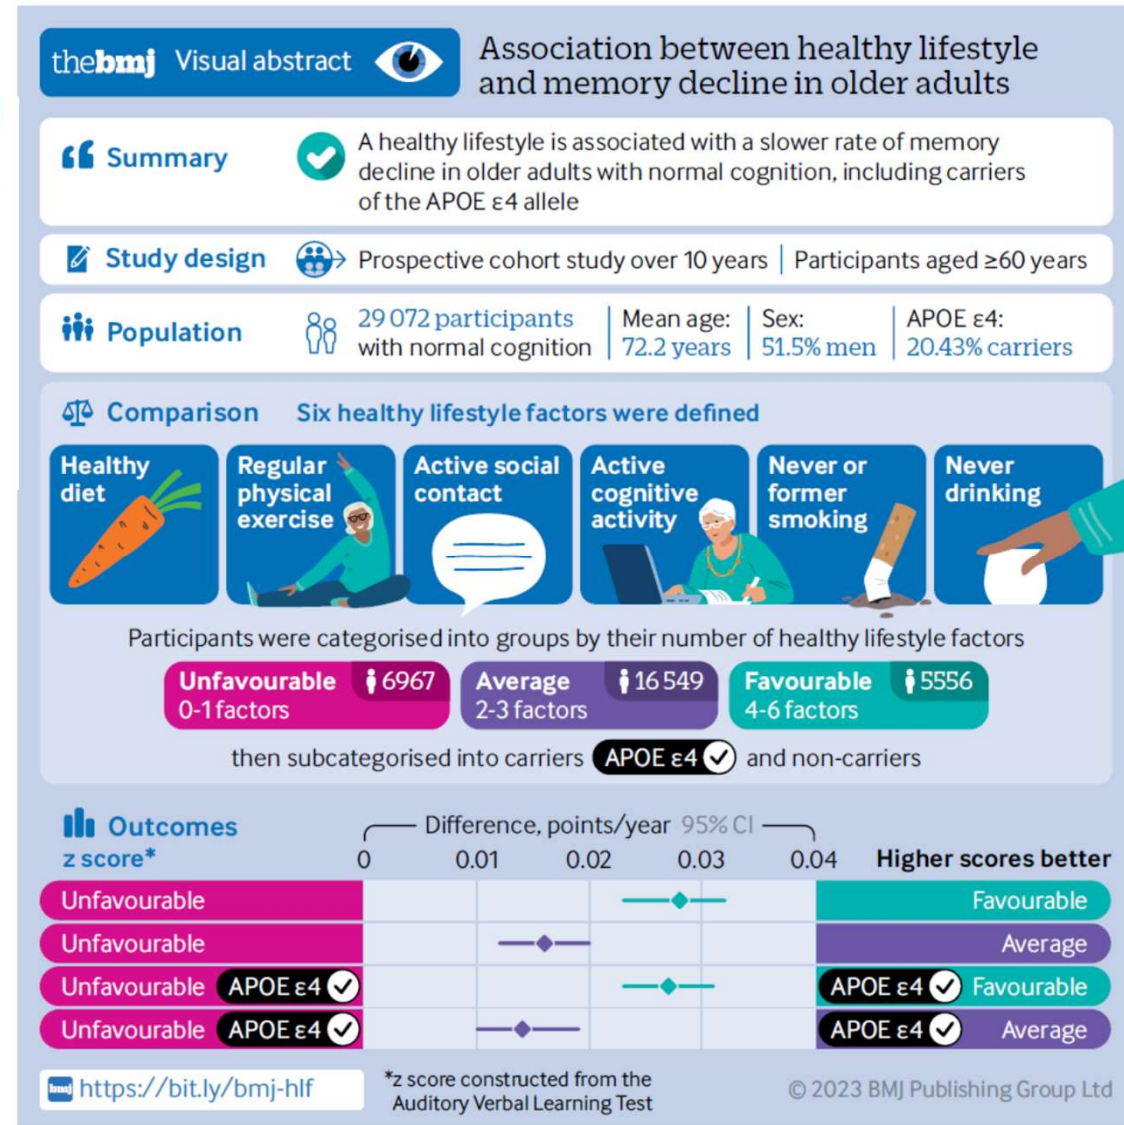 thebmj Visual abstract
Association between healthy lifestyle
and memory decline in older adults
Summary
A healthy lifestyle is associated with a slower rate of memory
decline in older adults with normal cognition, including carriers
of the APOE ε4 allele
Study design
Prospective cohort study over 10 years | Participants aged ≥60 years
Population
29 072 participants
with normal cognition
Mean age:
72.2 years
Sex:
51.5% men
APOE ε4:
20.43% carriers
Comparison
Six healthy lifestyle factors were defined
Healthy
diet
Regular
physical
exercise
Active social
contact
Active
cognitive
activity
Never or
former
smoking
Never
drinking
Participants were categorised into groups by their number of healthy lifestyle factors
Unfavourable 6967
0-1 factors
Average 16 549
2-3 factors
Favourable 5556
4-6 factors
then subcategorised into carriers APOE ε4 and non-carriers
Outcomes
z score*
Difference, points/year 95% CI
0 0.01 0.02 0.03 0.04
Higher scores better
Unfavourable Favourable
Unfavourable Average
Unfavourable APOE ε4 APOE ε4 Favourable
Unfavourable APOE ε4 APOE ε4 Average
bmj https://bit.ly/bmj-hlf
*z score constructed from the
Auditory Verbal Learning Test
© 2023 BMJ Publishing Group Ltd